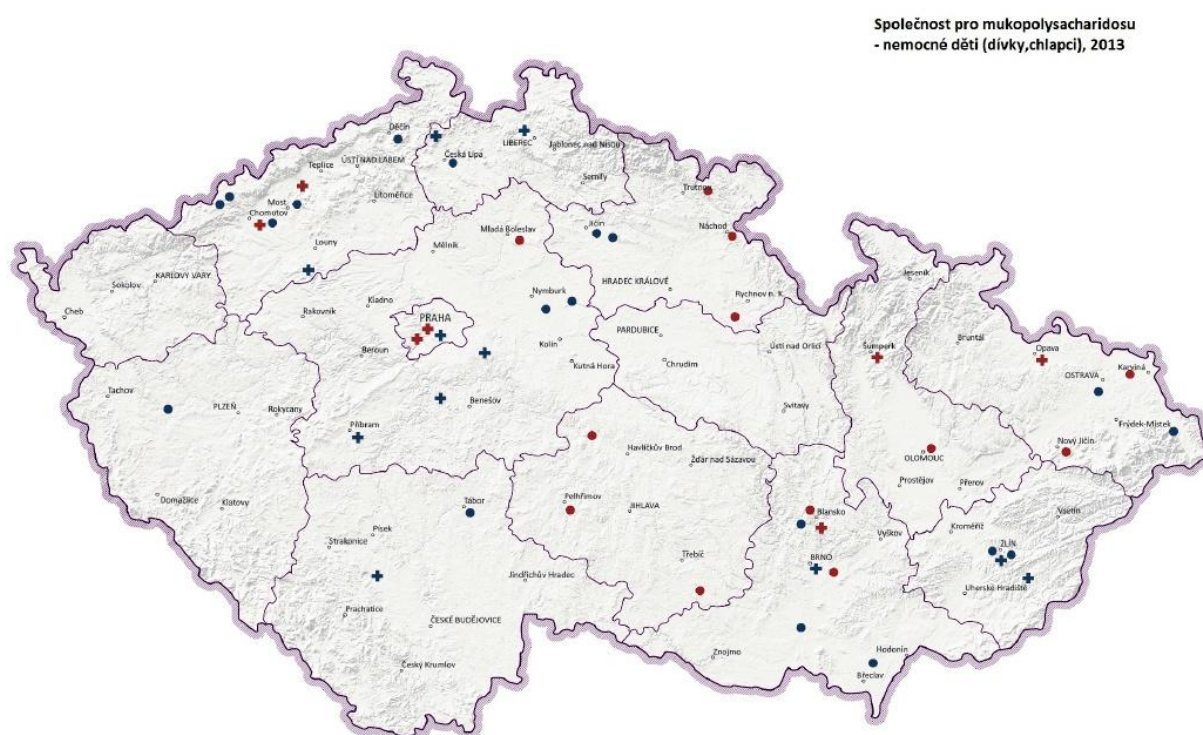 Společnost pro mukopolysacharidosu
- nemocné děti (dívky,chlapci), 2013
Děčín
ÚSTÍ NAD LABEM
Teplice
Česká Lípa
LIBEREC
Jablonec nad Nisou
Semily
Litoměřice
Most
Chomutov
Louny
Trutnov
Jičín
Náchod
Mladá Boleslav
Mělník
KARLOVY VARY
Sokolov
Cheb
Jeseník
HRADEC KRÁLOVÉ
Rychnov n. K.
Nymburk
Kladno
Rakovník
PRAHA
Beroun
Kolín
Kutná Hora
PARDUBICE
Chrudim
Ústí nad Orlicí
Svitavy
Šumperk
Bruntál
Opava
OSTRAVA
Karviná
Frýdek-Místek
Nový Jičín
Tachov
PLZEŇ
Rokycany
Benešov
Příbram
Havlíčkův Brod
Žďár nad Sázavou
OLOMOUC
Prostějov
Přerov
Domažlice
Klatovy
Tábor
Pelhřimov
JIHLAVA
Blansko
Vyškov
Kroměříž
Vsetín
Písek
Strakonice
Třebíč
BRNO
ZLÍN
Uherské Hradiště
Jindřichův Hradec
Prachatice
ČESKÉ BUDĚJOVICE
Český Krumlov
Znojmo
Hodonín
Břeclav